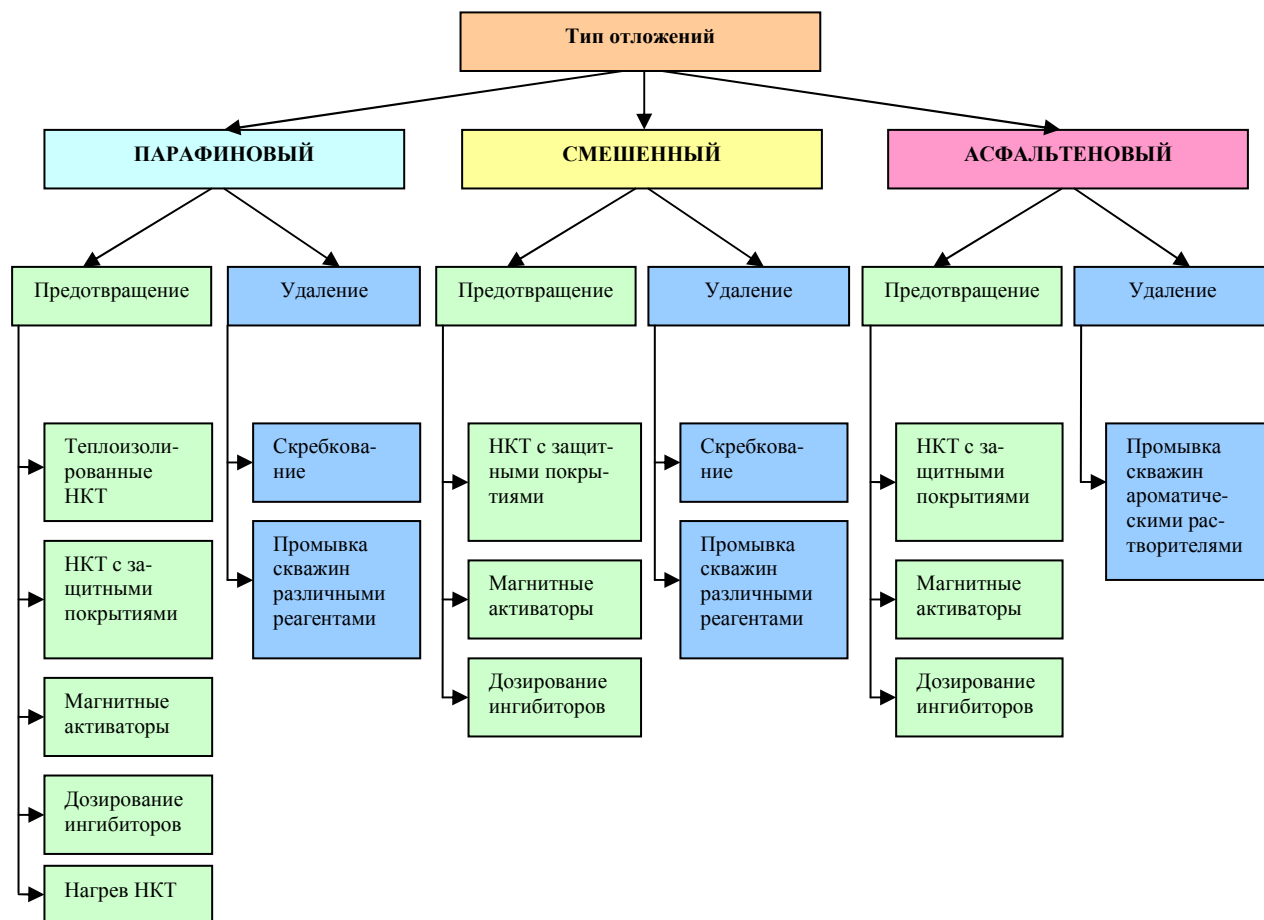 Тип отложений
ПАРАФИНОВЫЙ
СМЕШЕННЫЙ
АСФАЛЬТЕНОВЫЙ
Предотвращение
Удаление
Предотвращение
Удаление
Предотвращение
Удаление
Теплоизоли-
рованные
НКТ
НКТ с за-
щитными
покрытиями
Магнитные
активаторы
Дозирование
ингибиторов
Нагрев НКТ
Скребкова-
ние
Промывка
скважин
различными
реагентами
НКТ с защит-
ными покры-
тиями
Магнитные
активаторы
Дозирование
ингибиторов
Скребкова-
ние
Промывка
скважин
различными
реагентами
НКТ с за-
щитными
покрытиями
Магнитные
активаторы
Дозирование
ингибиторов
Промывка
скважин
ароматиче-
скими рас-
творителями